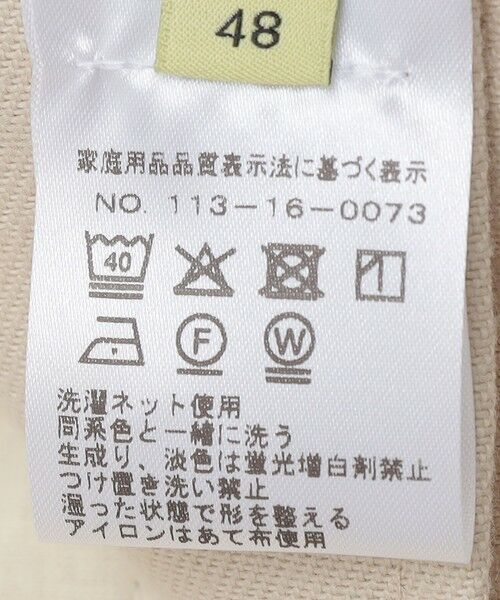 48
家庭用品品質表示法に基づく表示
NO. 113-16-0073
40
F W
洗濯ネット使用
同系色と一緒に洗う
生成り、淡色は蛍光増白剤禁止
つけ置き洗い禁止
湿った状態で形を整える
アイロンはあて布使用